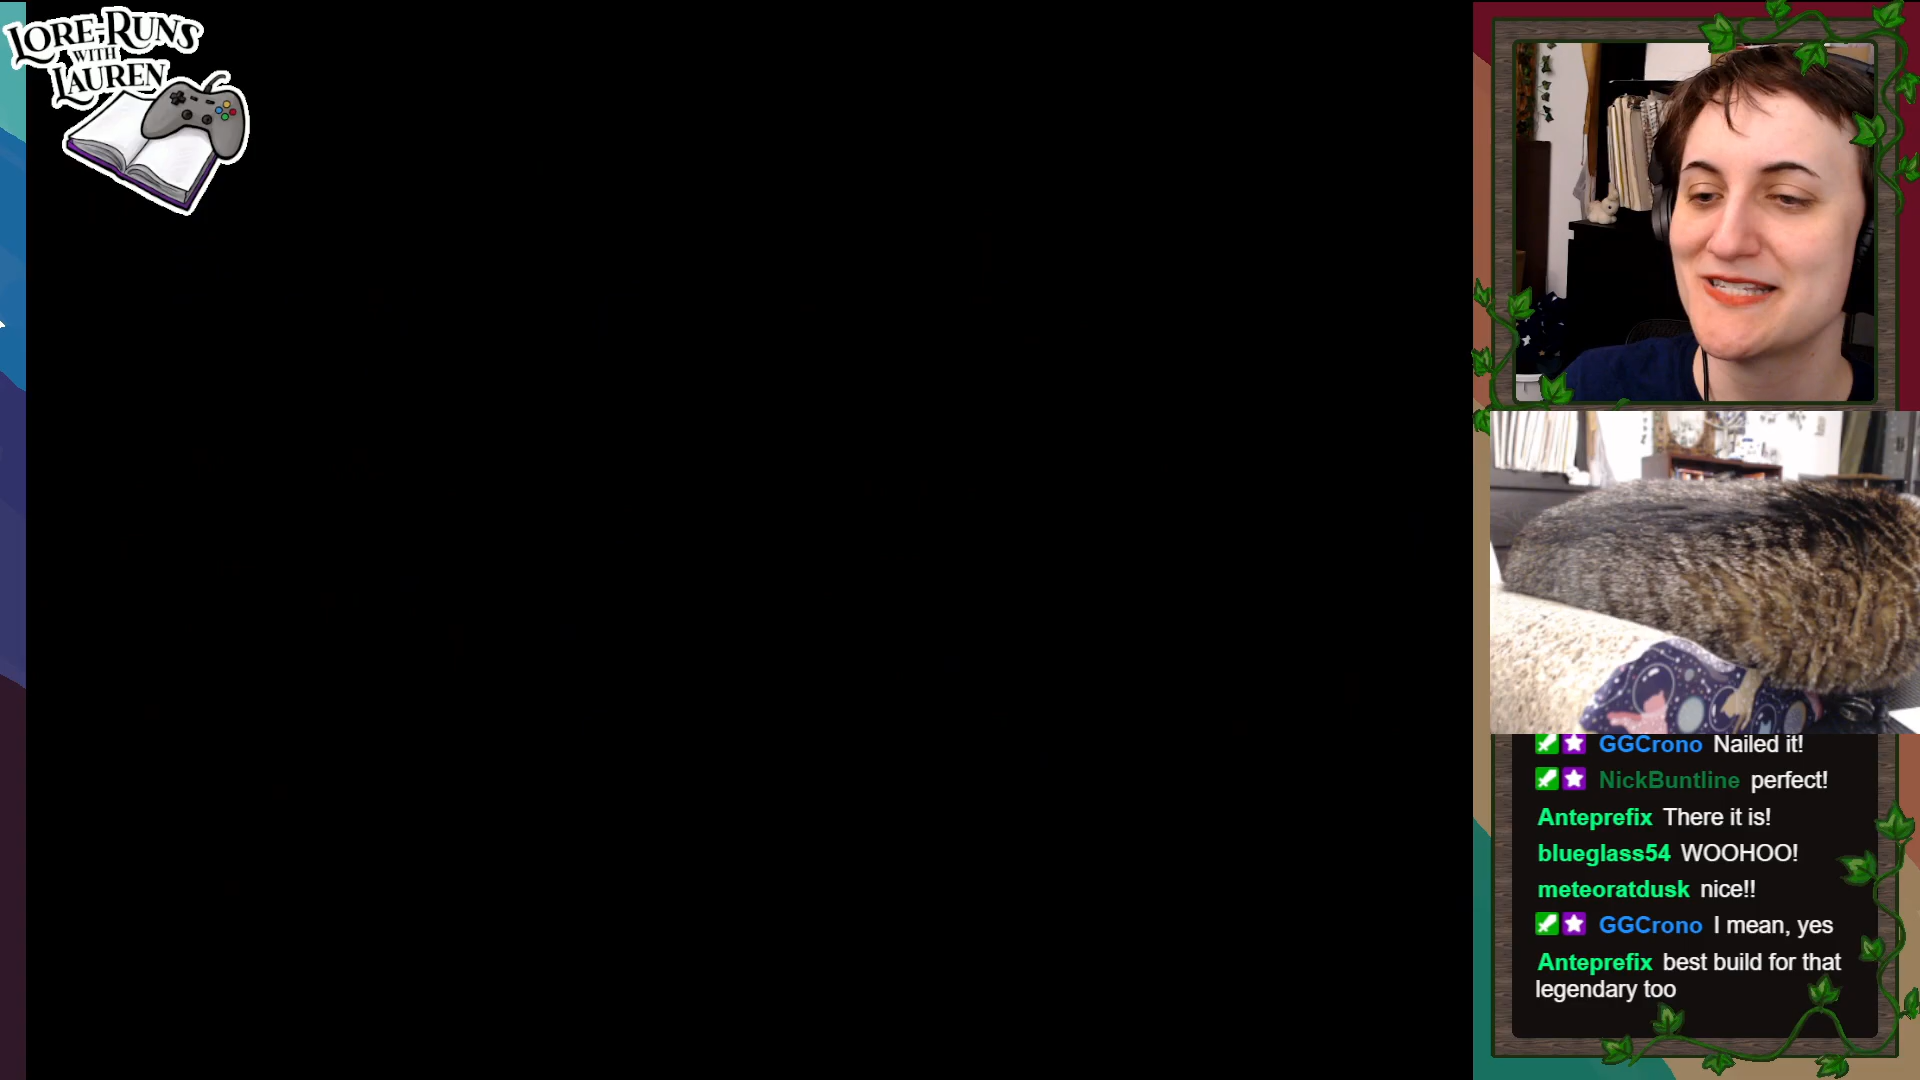 LORE-RUNS
WITH
LAUREN
GGCrono Nailed it!
NickBuntline perfect!
Anteprefix There it is!
blueglass54 WOOHOO!
meteoratdusk nice!!
GGCrono I mean, yes
Anteprefix best build for that
legendary too